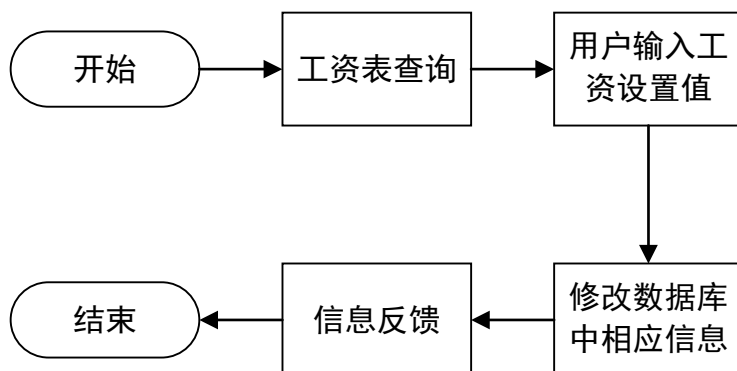 开始
工资表查询
用户输入工
资设置值
结束
信息反馈
修改数据库
中相应信息